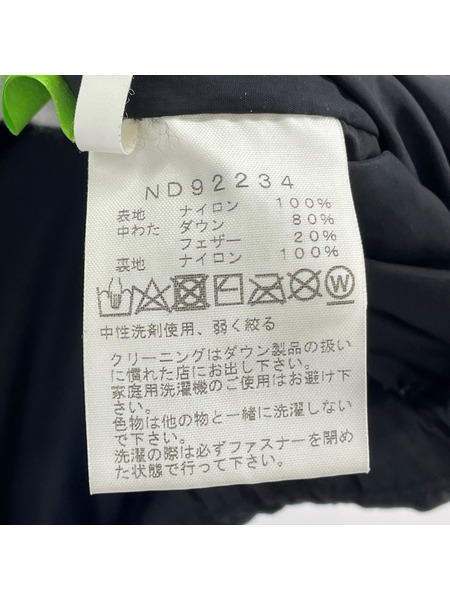 ND92234
表地 ナイロン 100%
中わた ダウン 80%
フェザー 20%
裏地 ナイロン 100%
W
中性洗剤使用、弱く絞る
クリーニングはダウン製品の扱い
に慣れた店にお出し下さい。
家庭用洗濯機のご使用はお避け下
さい。
色物は他の物と一緒に洗濯しない
で下さい。
洗濯の際は必ずファスナーを閉め
た状態で行って下さい。